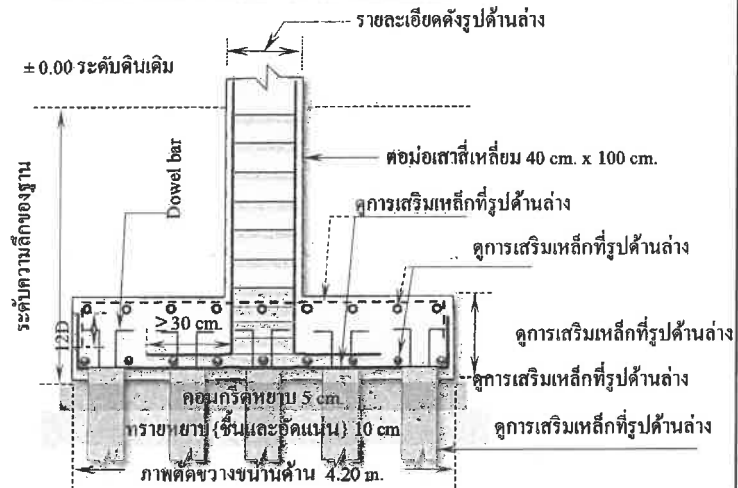 รายละเอียดดังรูปด้านล่าง
± 0.00 ระดับดินเดิม
ตอม่อเสาสี่เหลี่ยม 40 cm. x 100 cm.
Dowel bar
ดูการเสริมเหล็กที่รูปด้านล่าง
ดูการเสริมเหล็กที่รูปด้านล่าง
ระดับความลึกของฐาน
> 30 cm.
12D
ดูการเสริมเหล็กที่รูปด้านล่าง
ดูการเสริมเหล็กที่รูปด้านล่าง
คอนกรีตหยาบ 5 cm.
ทรายหยาบ {ชื้นและอัดแน่น} 10 cm
ดูการเสริมเหล็กที่รูปด้านล่าง
ภาพตัดขวางขนานด้าน 4.20 m.